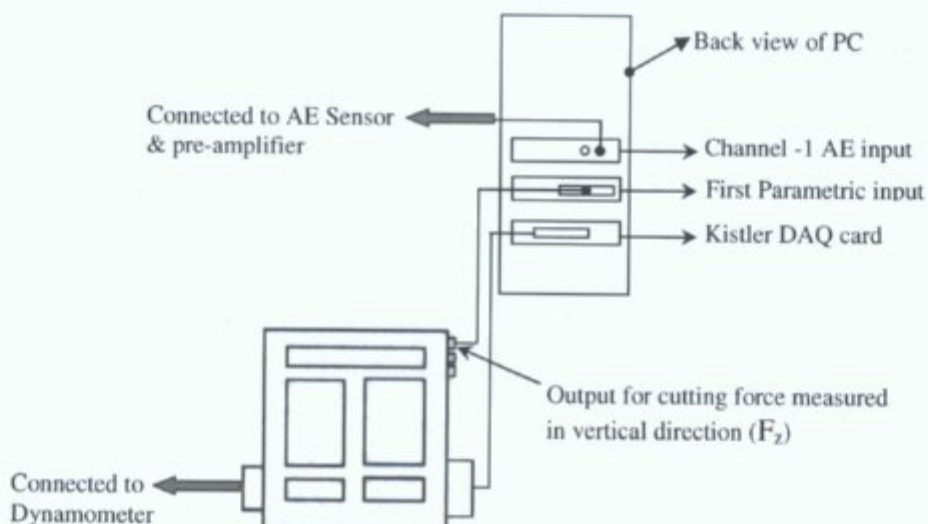 Back view of PC
Connected to AE Sensor
& pre-amplifier
Channel -1 AE input
First Parametric input
Kistler DAQ card
Output for cutting force measured
in vertical direction (Fz)
Connected to
Dynamometer